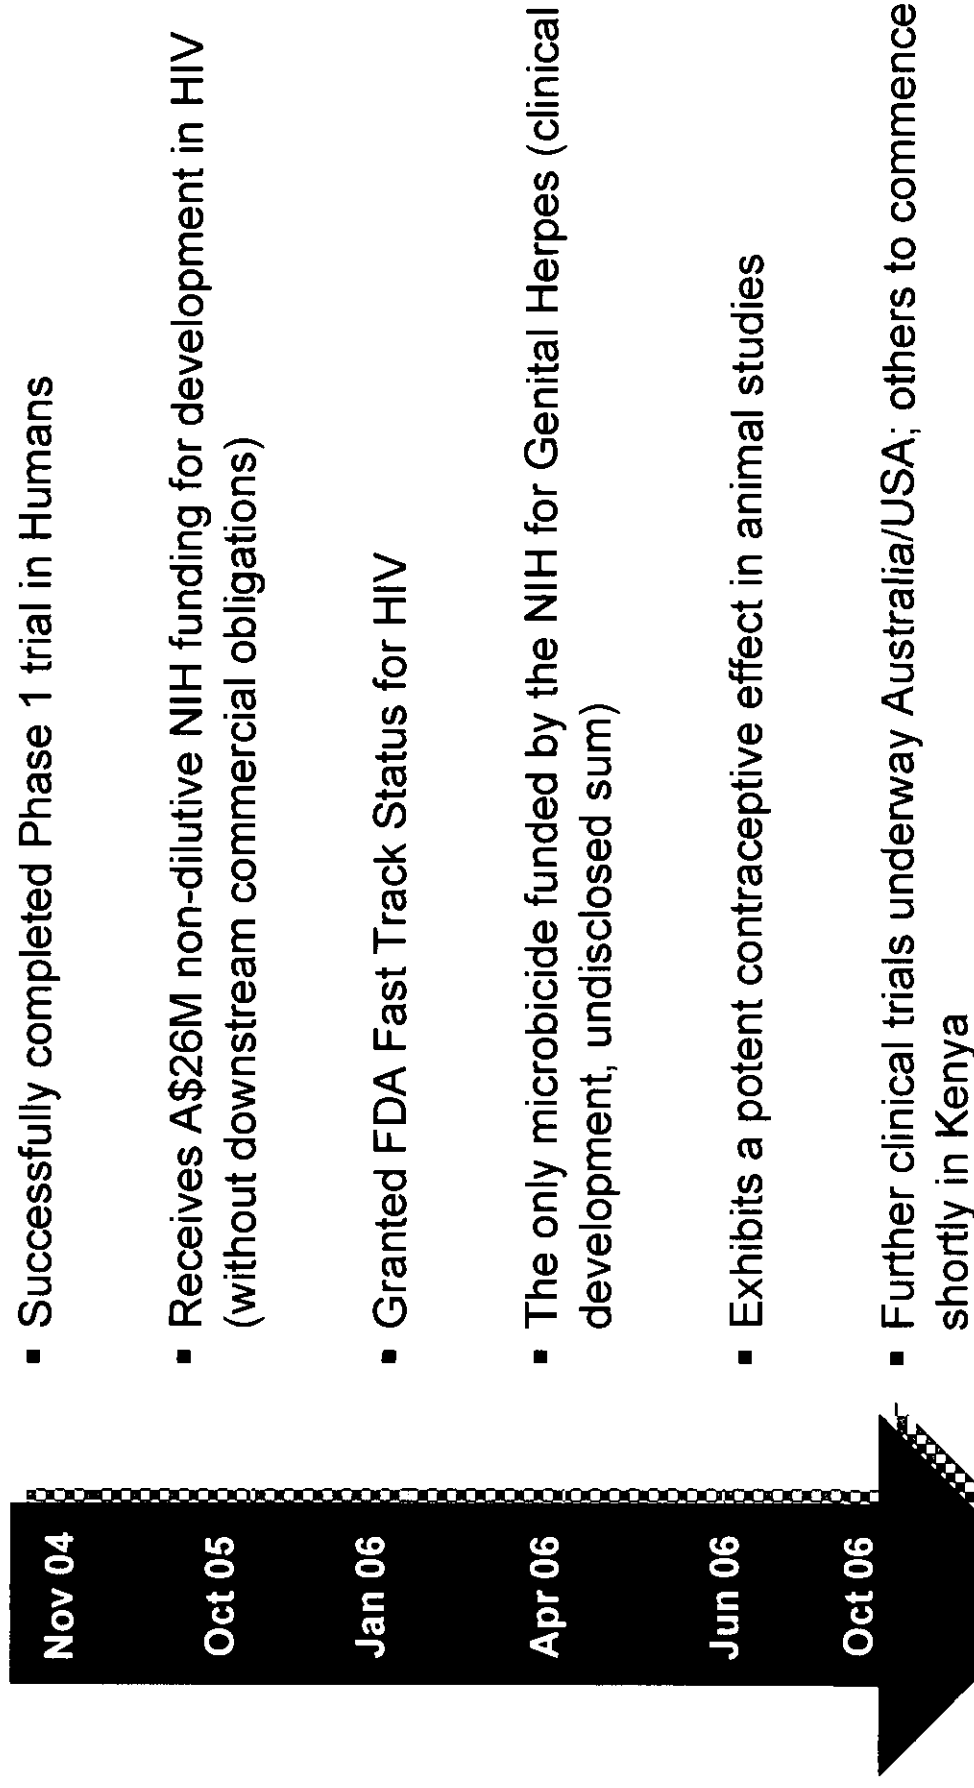 Nov 04
▪ Successfully completed Phase 1 trial in Humans
Oct 05
▪ Receives A$26M non-dilutive NIH funding for development in HIV
(without downstream commercial obligations)
Jan 06
▪ Granted FDA Fast Track Status for HIV
Apr 06
▪ The only microbicide funded by the NIH for Genital Herpes (clinical
development, undisclosed sum)
Jun 06
▪ Exhibits a potent contraceptive effect in animal studies
Oct 06
▪ Further clinical trials underway Australia/USA; others to commence
shortly in Kenya